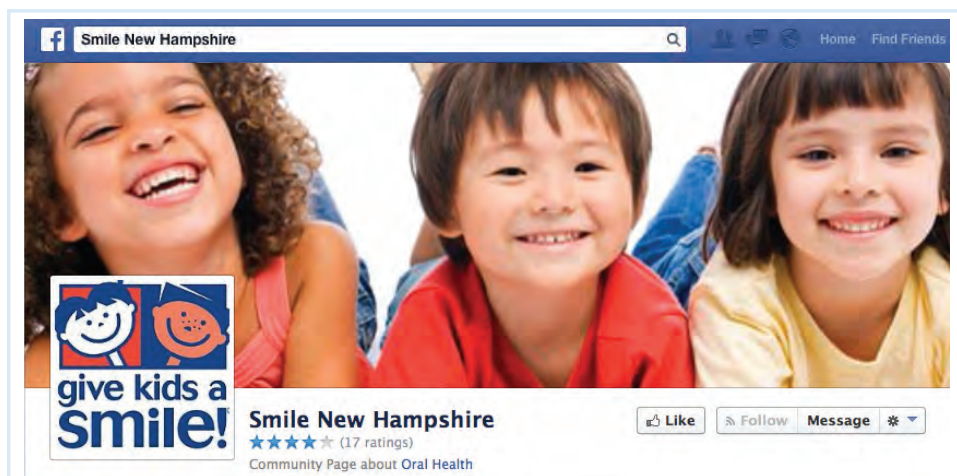 f Smile New Hampshire Home Find Friends
give kids a
smile!
Smile New Hampshire
(17 ratings)
Community Page about Oral Health
Like Follow Message